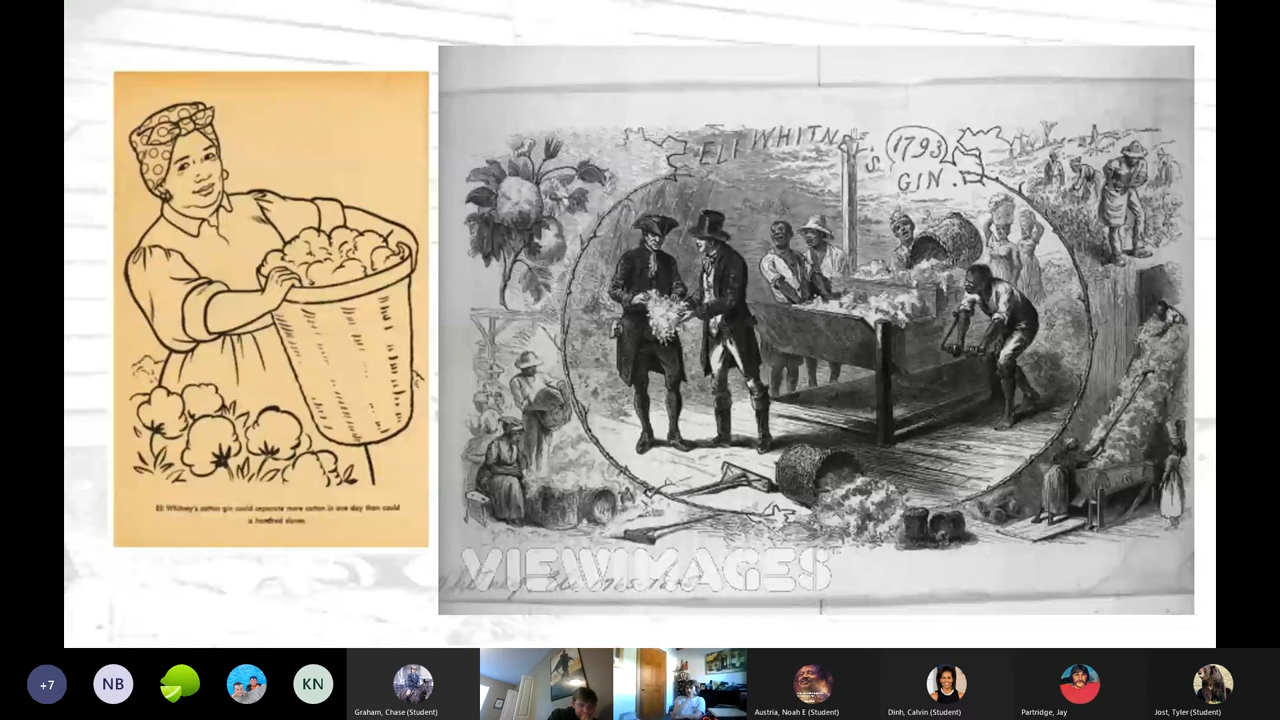 ELI WHITNEY'S
1793
GIN.
Eli Whitney's cotton gin could separate more cotton in one day than could
a hundred slaves
VIEWIMAGES
+7
NB
KN
Graham, Chase (Student)
Austria, Noah E (Student)
Dinh, Calvin (Student)
Partridge, Jay
Jost, Tyler (Student)